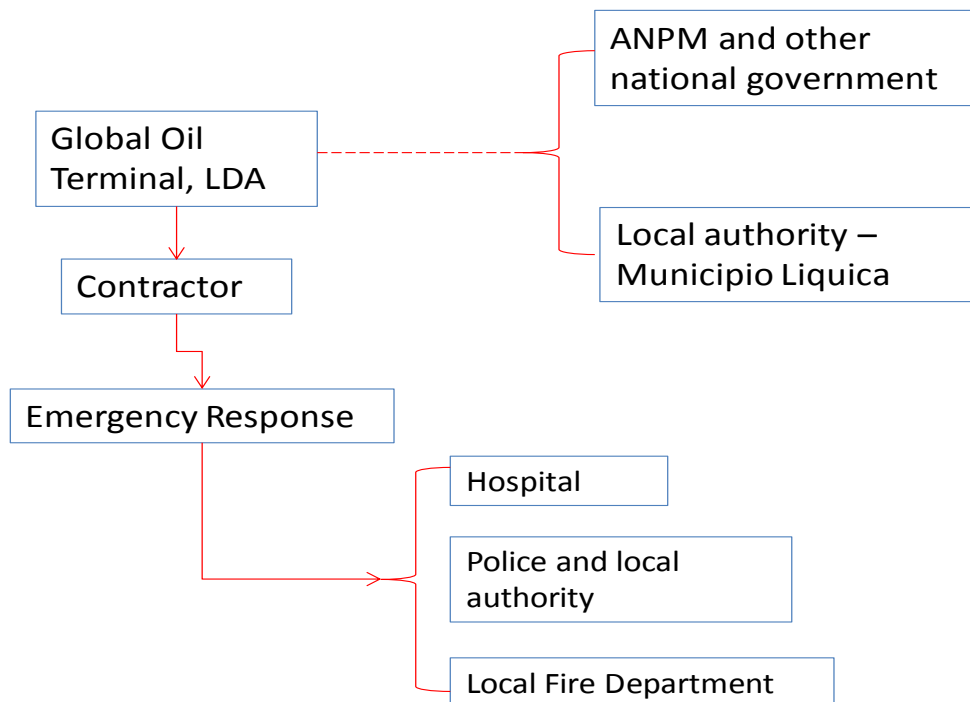 ANPM and other
national government
Global Oil
Terminal, LDA
Local authority –
Municipio Liquica
Contractor
Emergency Response
Hospital
Police and local
authority
Local Fire Department